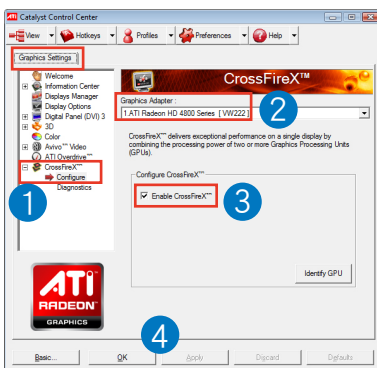 ATI Catalyst Control Center
View Hotkeys Profiles Preferences Help
Graphics Settings
Welcome
Information Center
Displays Manager
Display Options
Digital Panel (DVI) 3
3D
Color
Avivo™ Video
ATI Overdrive™
CrossFireX™
Configure
Diagnostics
1
ATI
RADEON
GRAPHICS
CrossFireX™
Graphics Adapter :
1 ATI Radeon HD 4800 Series [ VW222 ]
2
CrossFireX™ delivers exceptional performance on a single display by
combining the processing power of two or more Graphics Processing Units
(GPUs).
Configure CrossFireX™
Enable CrossFireX™
3
Identify GPU
4
Basic... OK Apply Discard Defaults